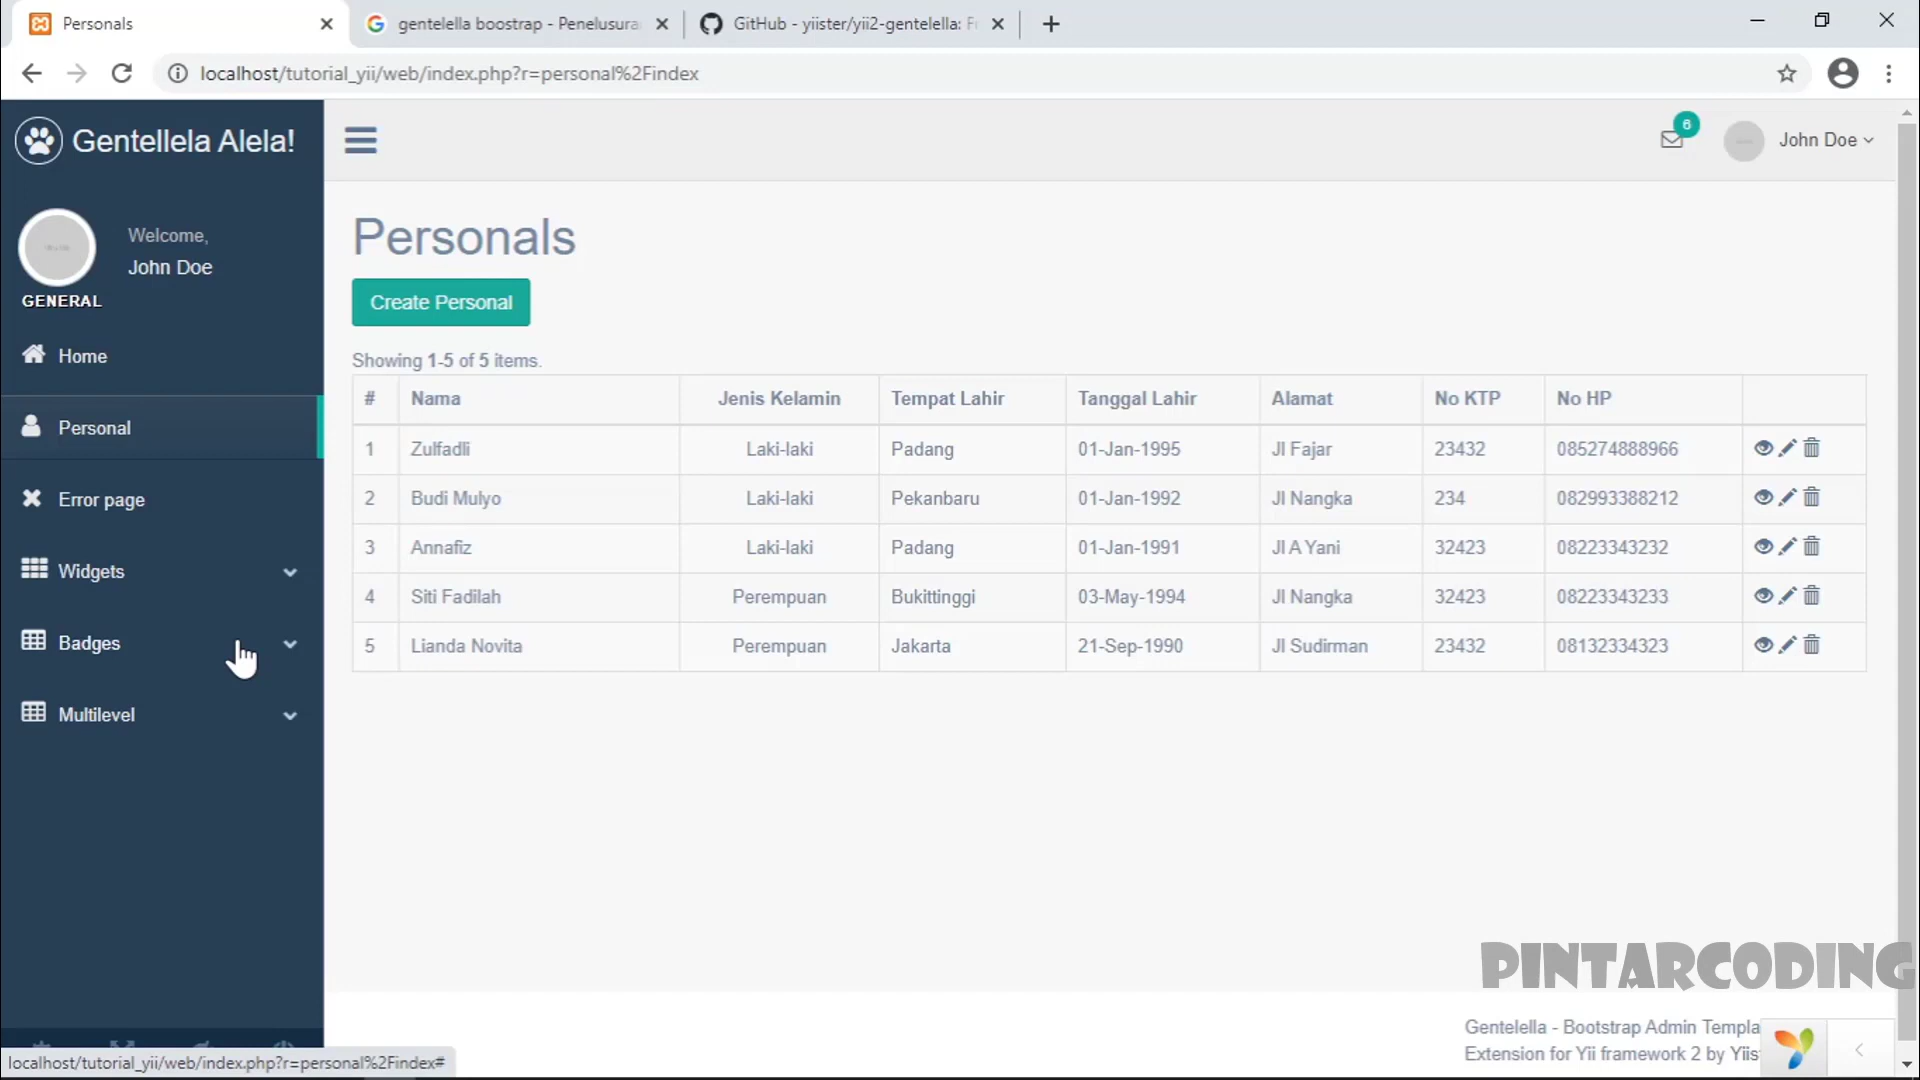 Personals
gentelella boostrap - Penelusura
GitHub - yiister/yii2-gentelella: F
localhost/tutorial_yii/web/index.php?r=personal%2Findex
Gentellela Alela!
6
John Doe
Welcome,
John Doe
GENERAL
Home
Personal
Error page
Widgets
Badges
Multilevel
Personals
Create Personal
Showing 1-5 of 5 items.
# Nama Jenis Kelamin Tempat Lahir Tanggal Lahir Alamat No KTP No HP
1 Zulfadli Laki-laki Padang 01-Jan-1995 Jl Fajar 23432 085274888966
2 Budi Mulyo Laki-laki Pekanbaru 01-Jan-1992 Jl Nangka 234 082993388212
3 Annafiz Laki-laki Padang 01-Jan-1991 Jl A Yani 32423 08223343232
4 Siti Fadilah Perempuan Bukittinggi 03-May-1994 Jl Nangka 32423 08223343233
5 Lianda Novita Perempuan Jakarta 21-Sep-1990 Jl Sudirman 23432 08132334323
PINTARCODING
Gentelella - Bootstrap Admin Templa
Extension for Yii framework 2 by Yiis
localhost/tutorial_yii/web/index.php?r=personal%2Findex#